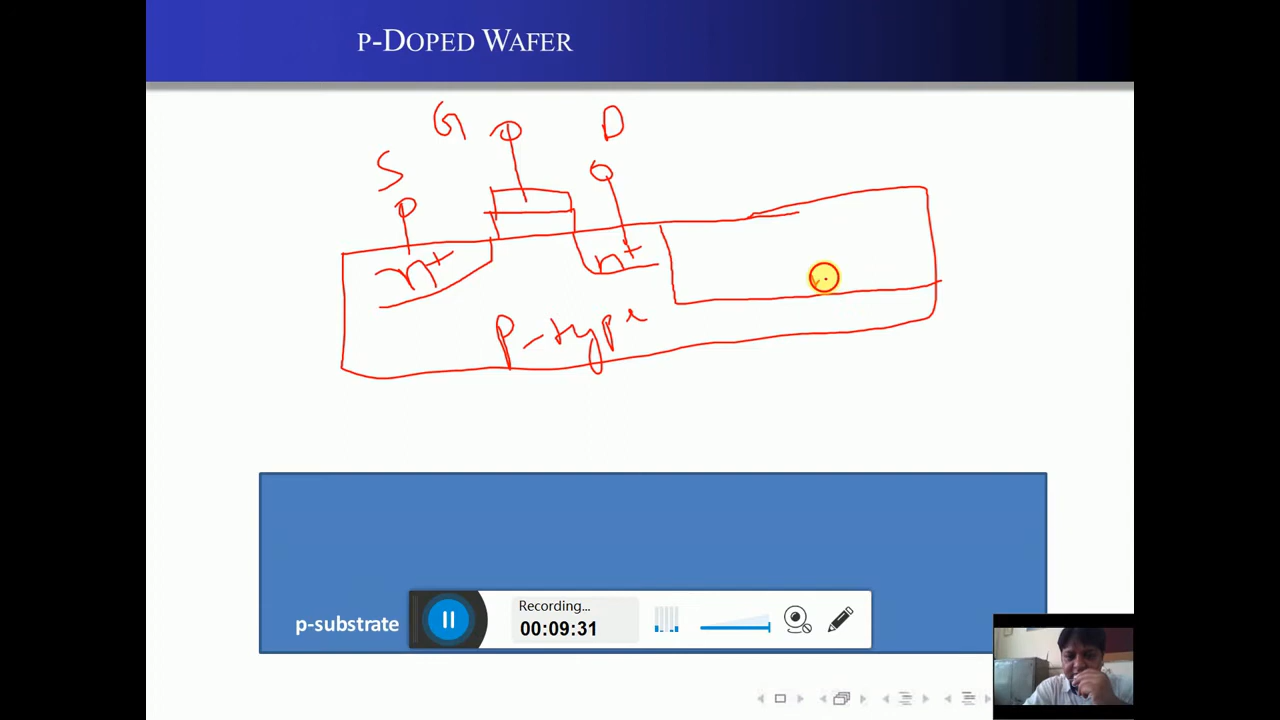 p-Doped Wafer
G
D
S
n+
n+
p-type
p-substrate
Recording...
00:09:31